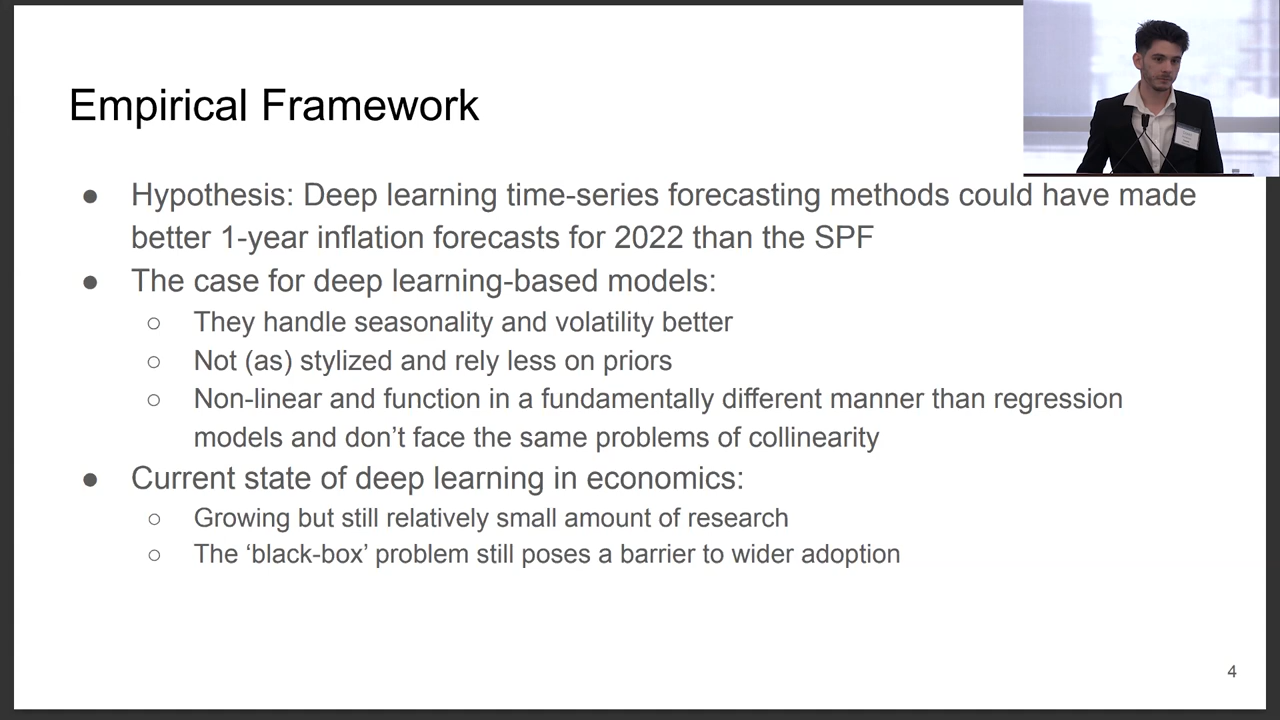 Empirical Framework
● Hypothesis: Deep learning time-series forecasting methods could have made
better 1-year inflation forecasts for 2022 than the SPF
● The case for deep learning-based models:
○ They handle seasonality and volatility better
○ Not (as) stylized and rely less on priors
○ Non-linear and function in a fundamentally different manner than regression
models and don’t face the same problems of collinearity
● Current state of deep learning in economics:
○ Growing but still relatively small amount of research
○ The ‘black-box’ problem still poses a barrier to wider adoption
4